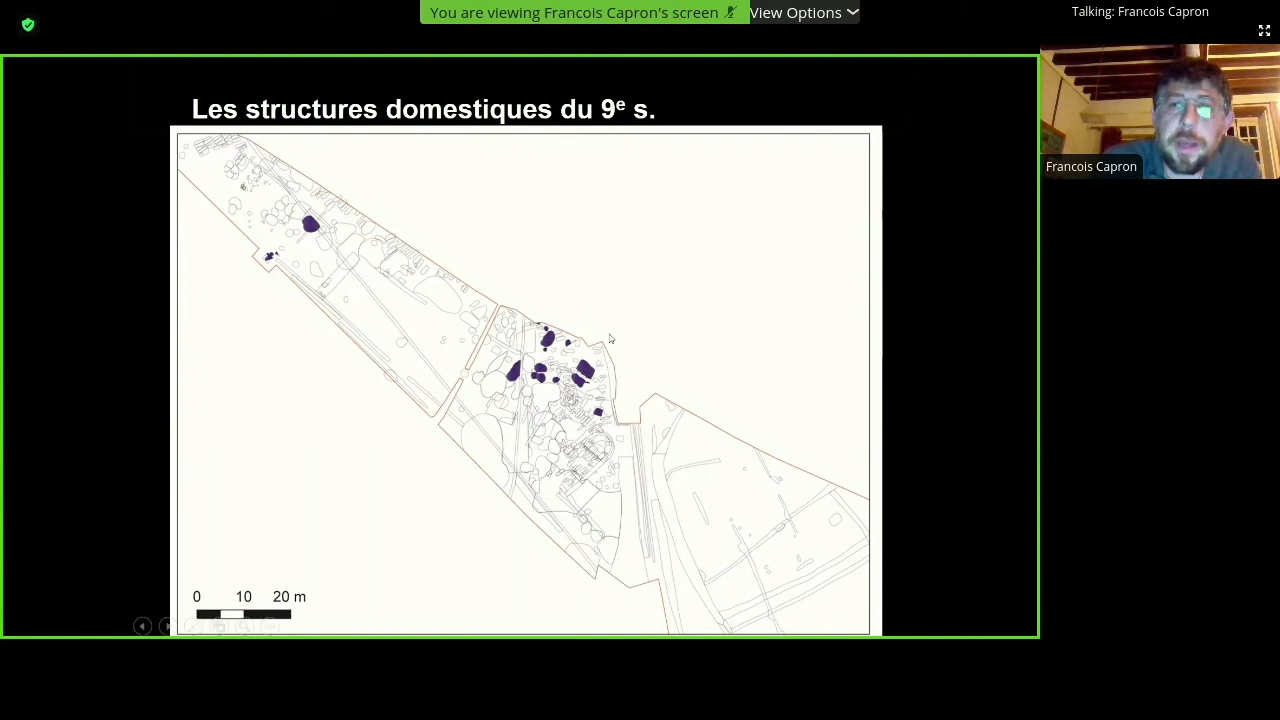 You are viewing Francois Capron's screen
View Options
Talking: Francois Capron
Francois Capron
Les structures domestiques du 9e s.
0 10 20 m